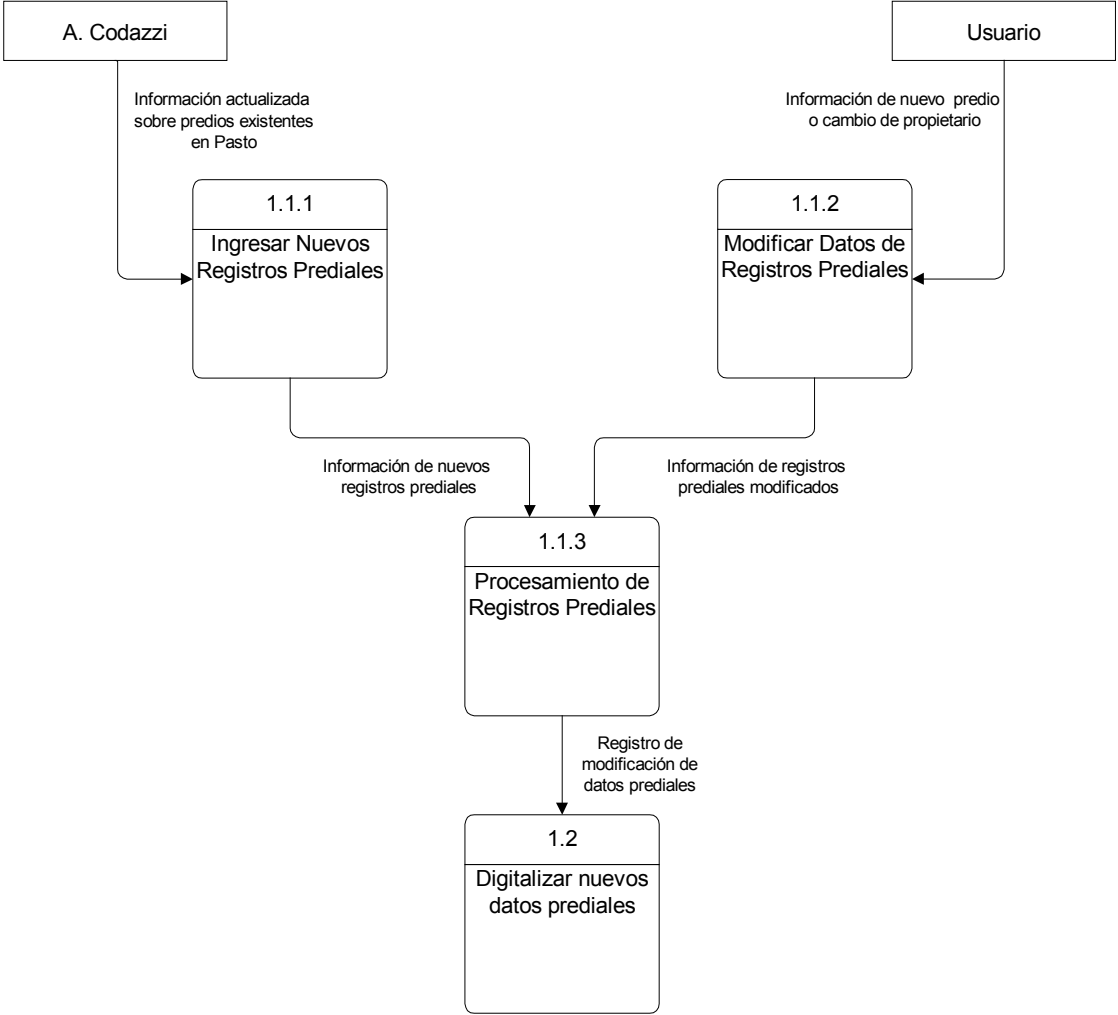 A. Codazzi
Usuario
Información actualizada
sobre predios existentes
en Pasto
Información de nuevo predio
o cambio de propietario
1.1.1
Ingresar Nuevos
Registros Prediales
1.1.2
Modificar Datos de
Registros Prediales
Información de nuevos
registros prediales
Información de registros
prediales modificados
1.1.3
Procesamiento de
Registros Prediales
Registro de
modificación de
datos prediales
1.2
Digitalizar nuevos
datos prediales